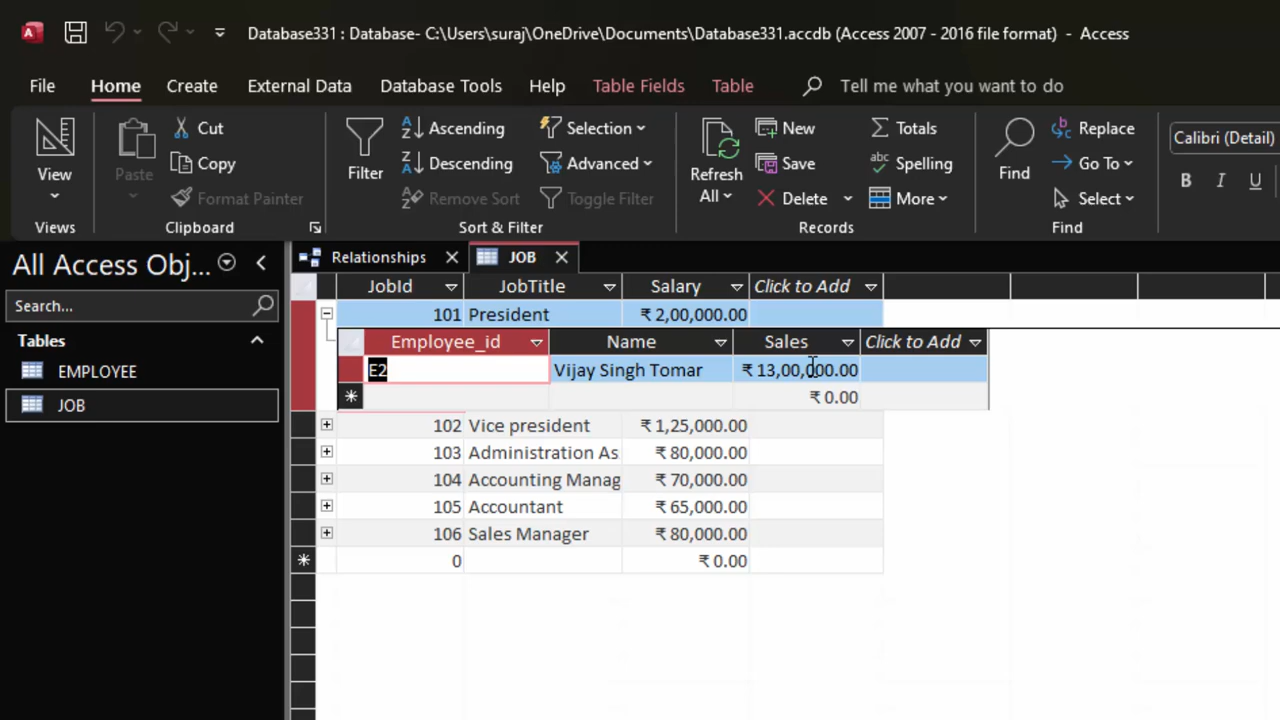 Database331 : Database- C:\Users\suraj\OneDrive\Documents\Database331.accdb (Access 2007 - 2016 file format) - Access
File Home Create External Data Database Tools Help Table Fields Table Tell me what you want to do
View
Paste
Cut
Copy
Format Painter
Filter
Ascending
Descending
Remove Sort
Selection
Advanced
Toggle Filter
Refresh
All
New
Save
Delete
Totals
Spelling
More
Find
Replace
Go To
Select
Calibri (Detail)
B I U
Views Clipboard Sort & Filter Records Find
All Access Obj...
Search...
Tables
EMPLOYEE
JOB
Relationships JOB
JobId JobTitle Salary Click to Add
101 President ₹ 2,00,000.00
Employee_id Name Sales Click to Add
E2 Vijay Singh Tomar ₹ 13,00,000.00
₹ 0.00
102 Vice president ₹ 1,25,000.00
103 Administration As ₹ 80,000.00
104 Accounting Manag ₹ 70,000.00
105 Accountant ₹ 65,000.00
106 Sales Manager ₹ 80,000.00
0 ₹ 0.00